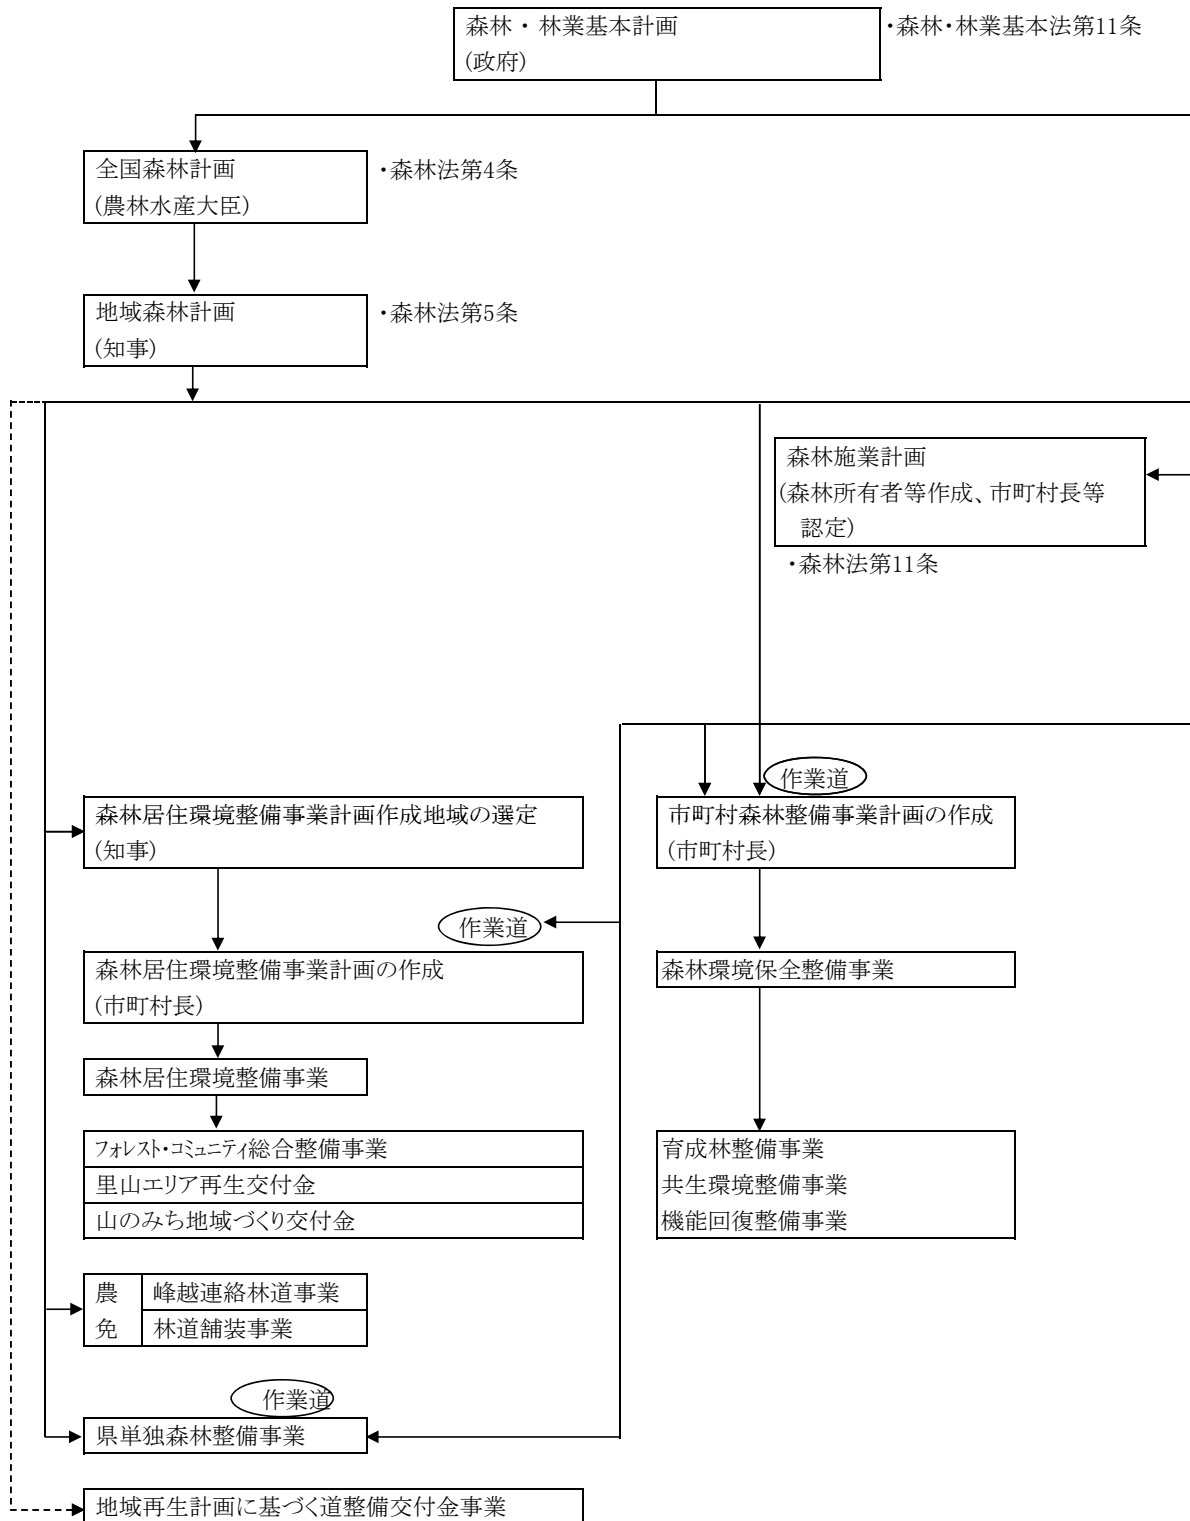 森林・林業基本計画
・森林・林業基本法第11条
(政府)
全国森林計画
・森林法第4条
(農林水産大臣)
地域森林計画
・森林法第5条
(知事)
森林施業計画
(森林所有者等作成、市町村長等
認定)
・森林法第11条
作業道
森林居住環境整備事業計画作成地域の選定
(知事)
市町村森林整備事業計画の作成
(市町村長)
作業道
森林居住環境整備事業計画の作成
(市町村長)
森林環境保全整備事業
森林居住環境整備事業
フォレスト・コミュニティ総合整備事業
里山エリア再生交付金
山のみち地域づくり交付金
育成林整備事業
共生環境整備事業
機能回復整備事業
農免
峰越連絡林道事業
林道舗装事業
作業道
県単独森林整備事業
地域再生計画に基づく道整備交付金事業